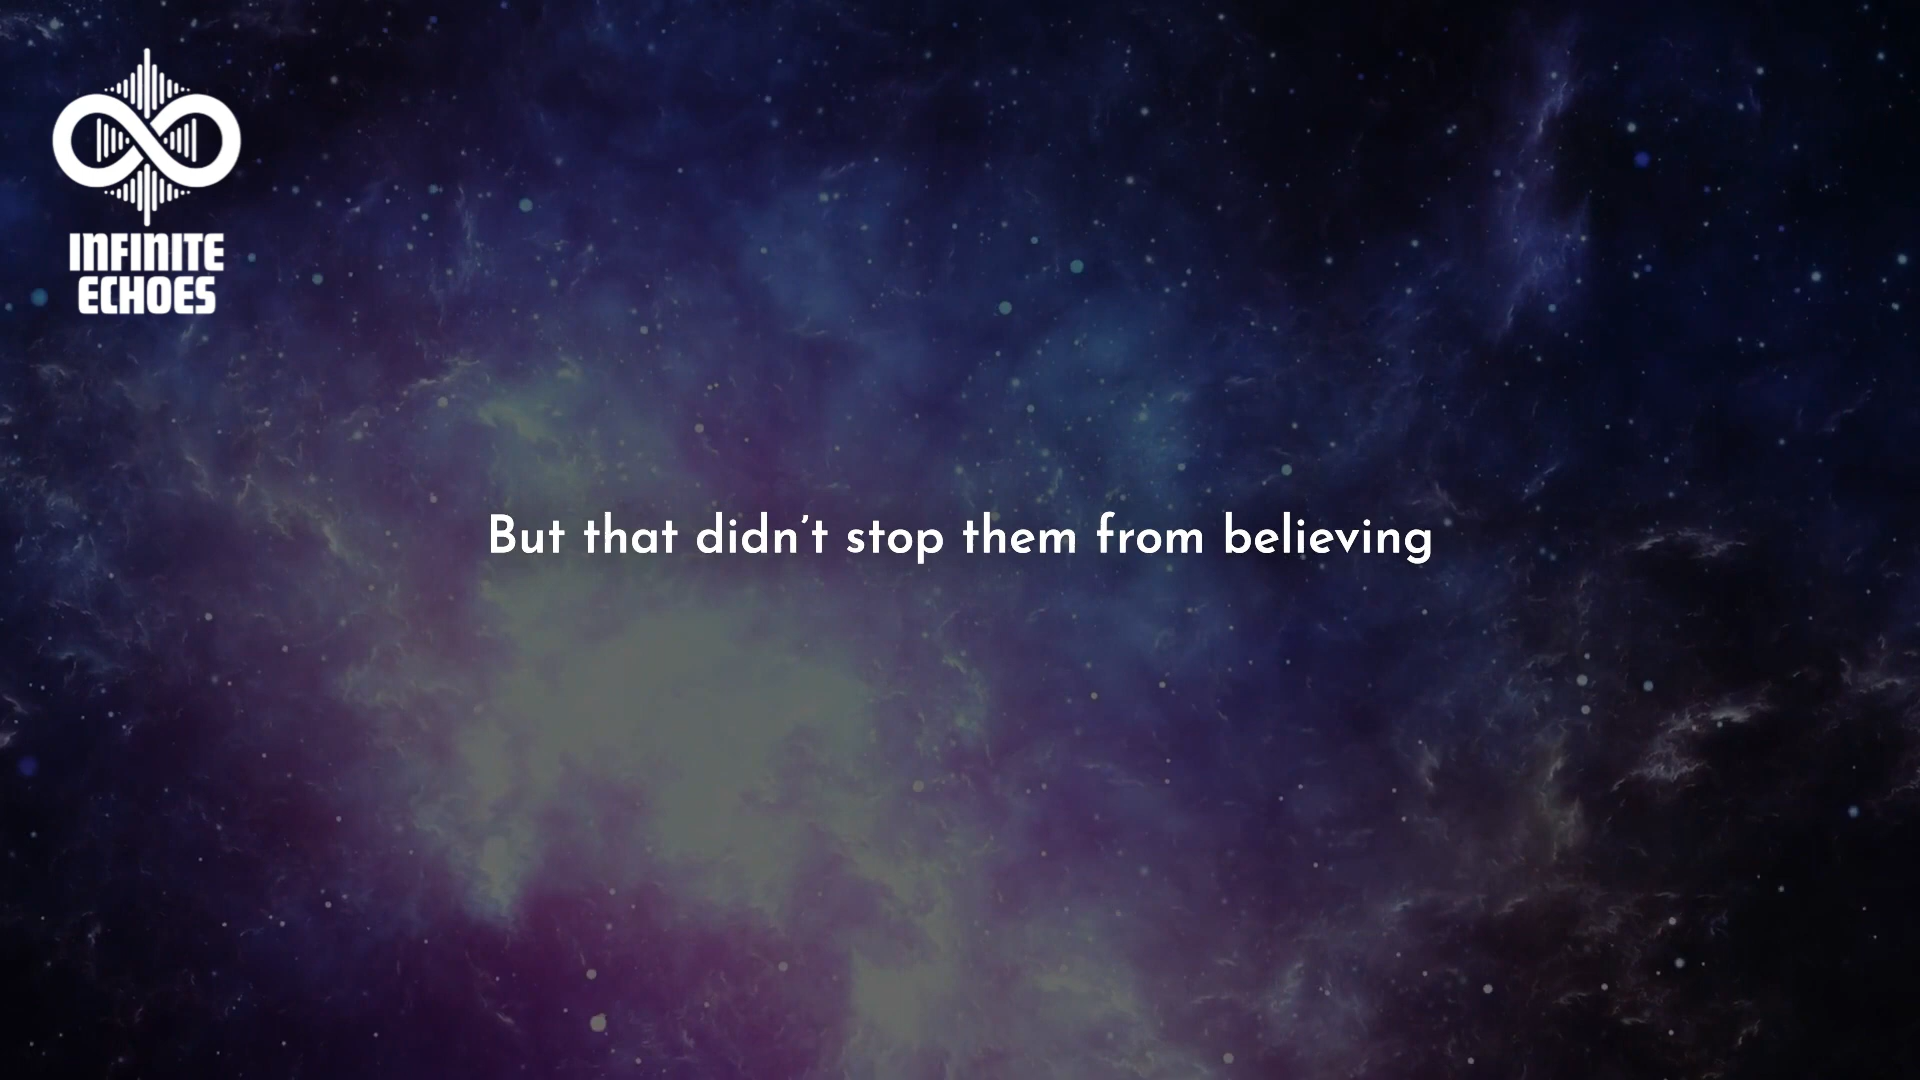 INFINITE
ECHOES
But that didn’t stop them from believing